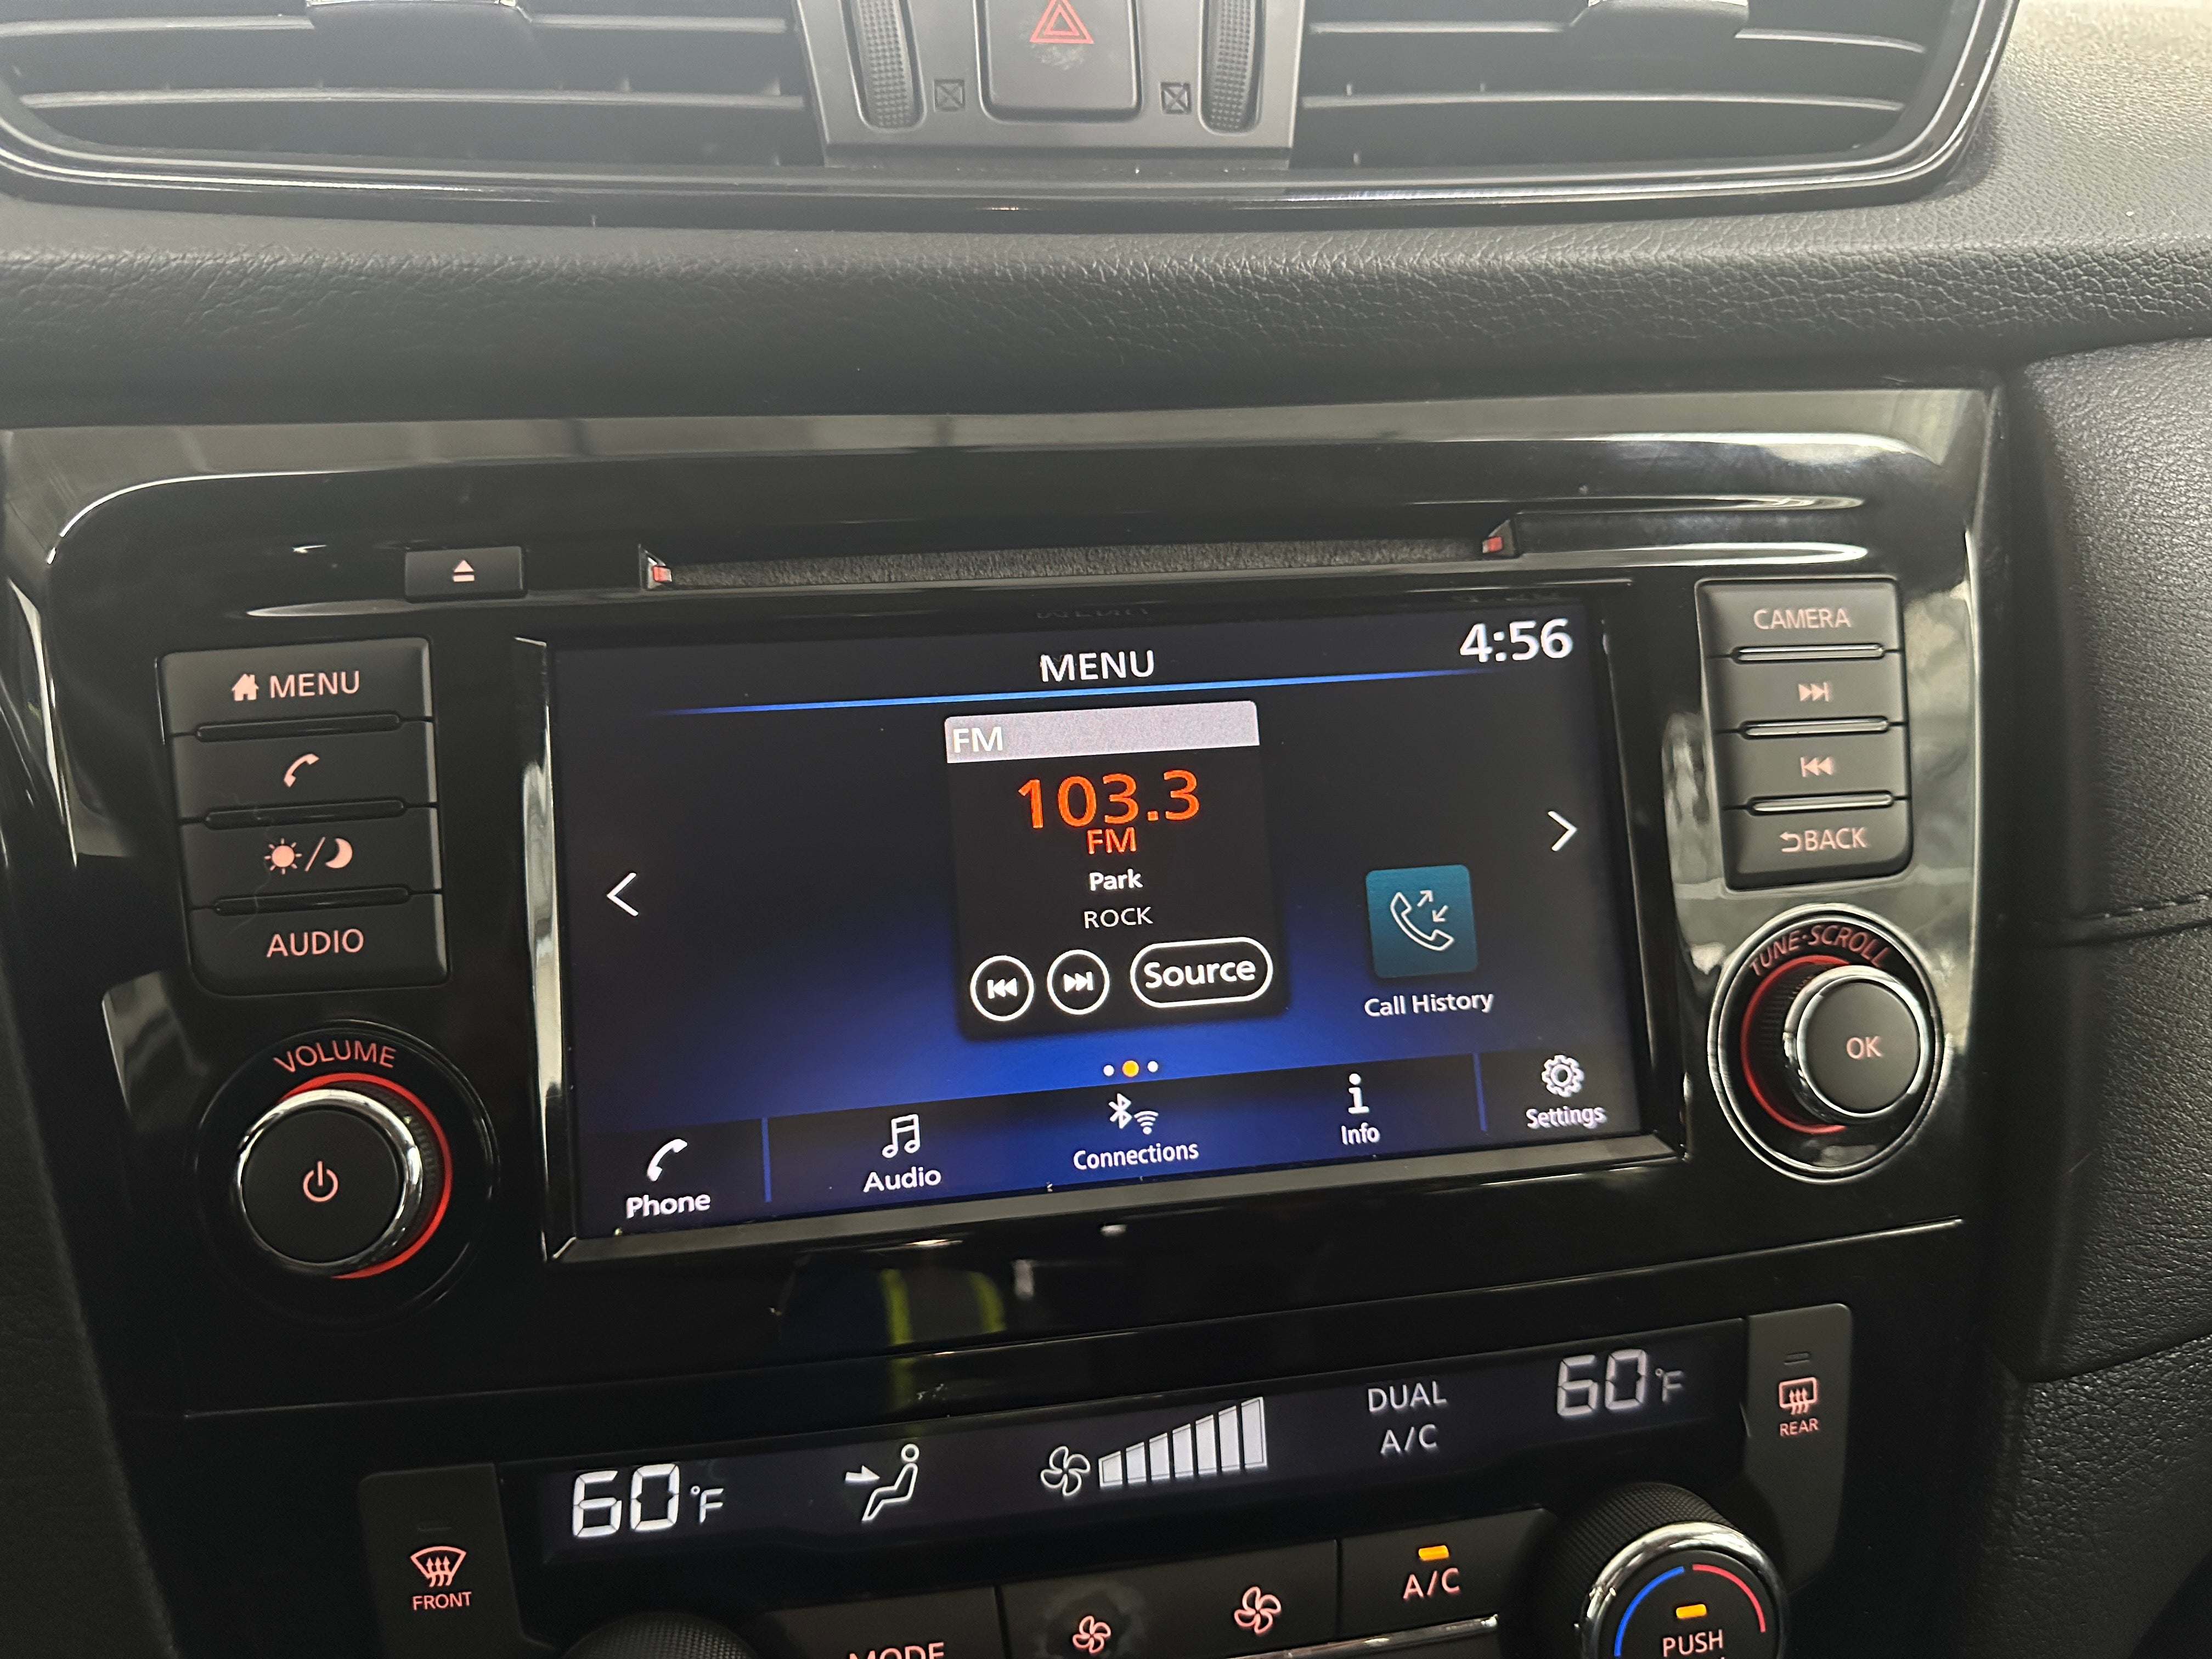 MENU
CAMERA
MENU
4:56
FM
103.3
FM
Park
ROCK
BACK
AUDIO
Source
Call History
TUNE·SCROLL
OK
VOLUME
Phone
Audio
Connections
Info
Settings
60°F
DUAL
A/C
60°F
REAR
FRONT
MODE
A/C
PUSH